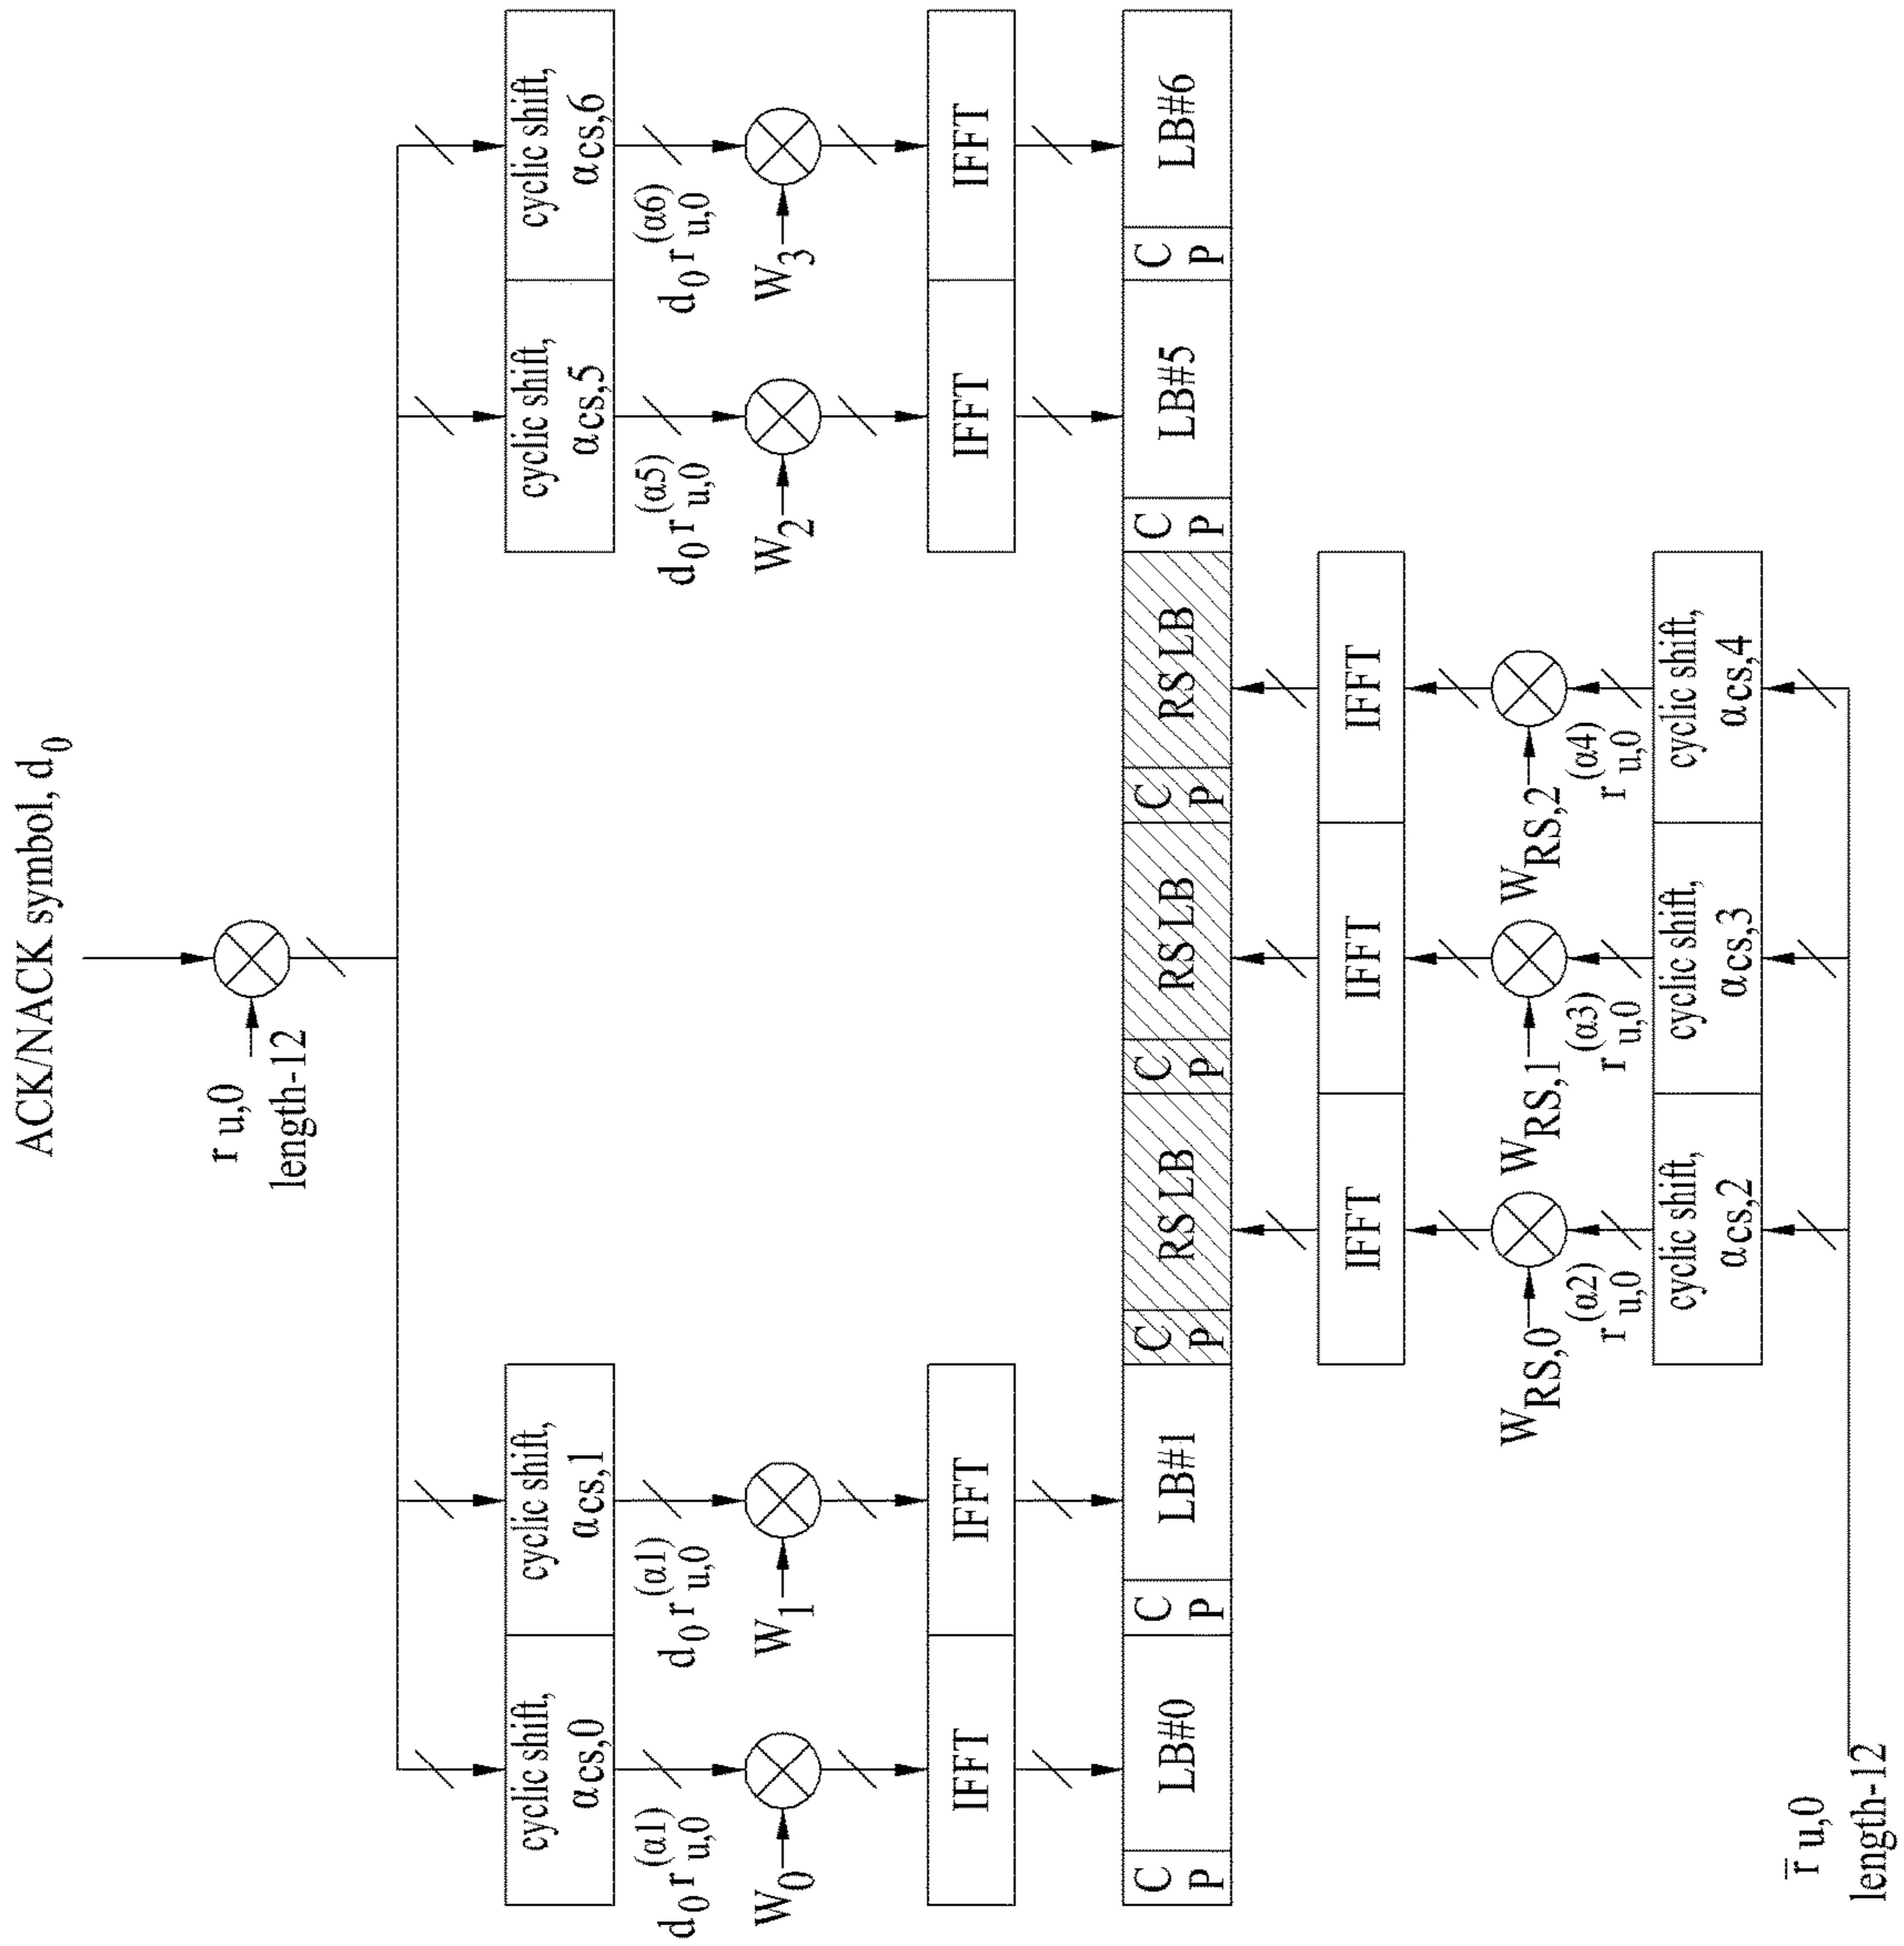 ACK/NACK symbol, d0
r u,0
length-12
cyclic shift, αcs,0
cyclic shift, αcs,1
cyclic shift, αcs,5
cyclic shift, αcs,6
d0 r u,0 (α1)
d0 r u,0 (α1)
d0 r u,0 (α5)
d0 r u,0 (α6)
W0
W1
W2
W3
IFFT
IFFT
IFFT
IFFT
CP
LB#0
CP
LB#1
CP
RS LB
CP
RS LB
CP
RS LB
CP
LB#5
CP
LB#6
IFFT
IFFT
IFFT
WRS,0
WRS,1
WRS,2
r u,0 (α2)
r u,0 (α3)
r u,0 (α4)
cyclic shift, αcs,2
cyclic shift, αcs,3
cyclic shift, αcs,4
r̅ u,0
length-12